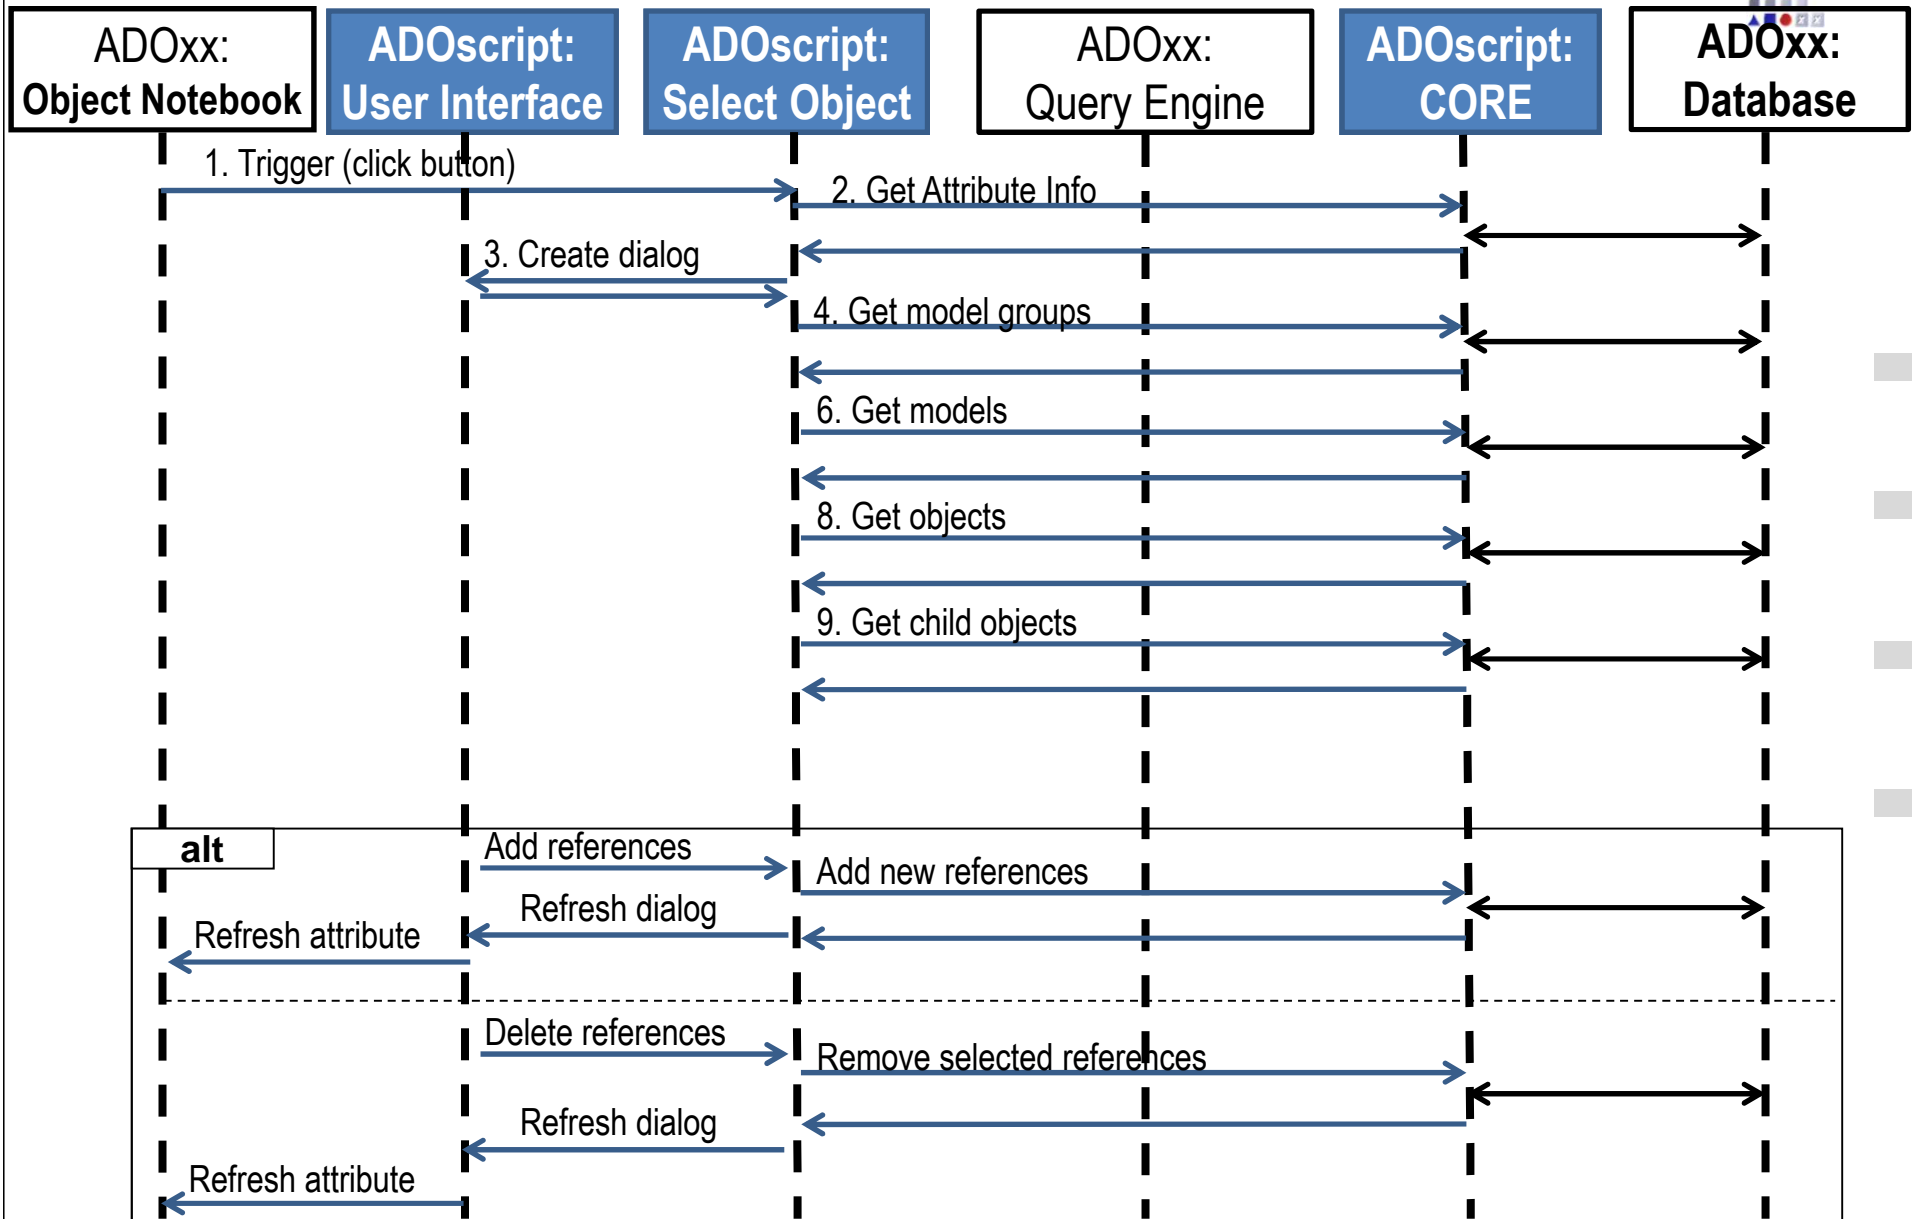 ADOxx:
Object Notebook
ADOscript:
User Interface
ADOscript:
Select Object
ADOxx:
Query Engine
ADOscript:
CORE
ADOxx:
Database
1. Trigger (click button)
2. Get Attribute Info
3. Create dialog
4. Get model groups
6. Get models
8. Get objects
9. Get child objects
alt
Add references
Add new references
Refresh dialog
Refresh attribute
Delete references
Remove selected references
Refresh dialog
Refresh attribute